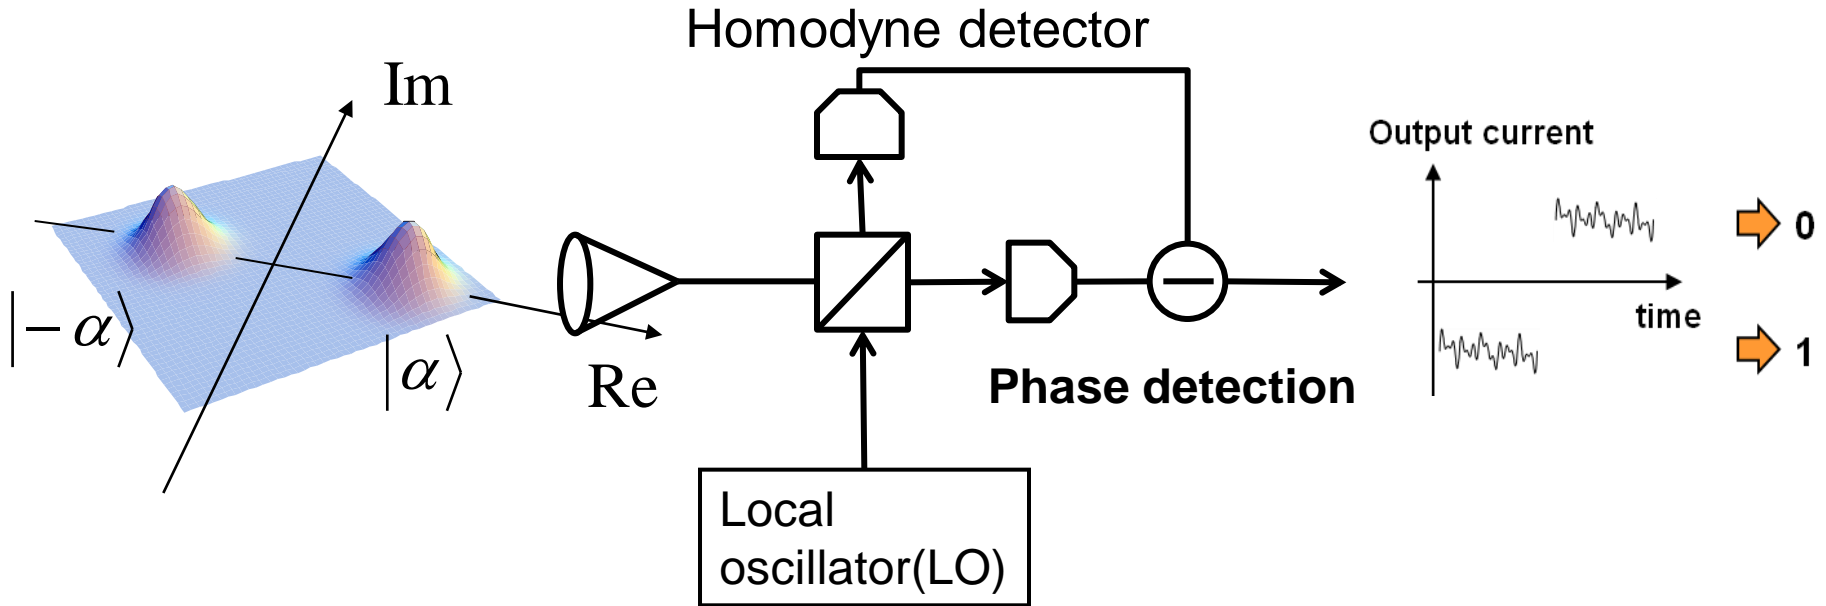 Homodyne detector
Im
|−α⟩
|α⟩
Re
Local
oscillator(LO)
Phase detection
Output current
0
time
1